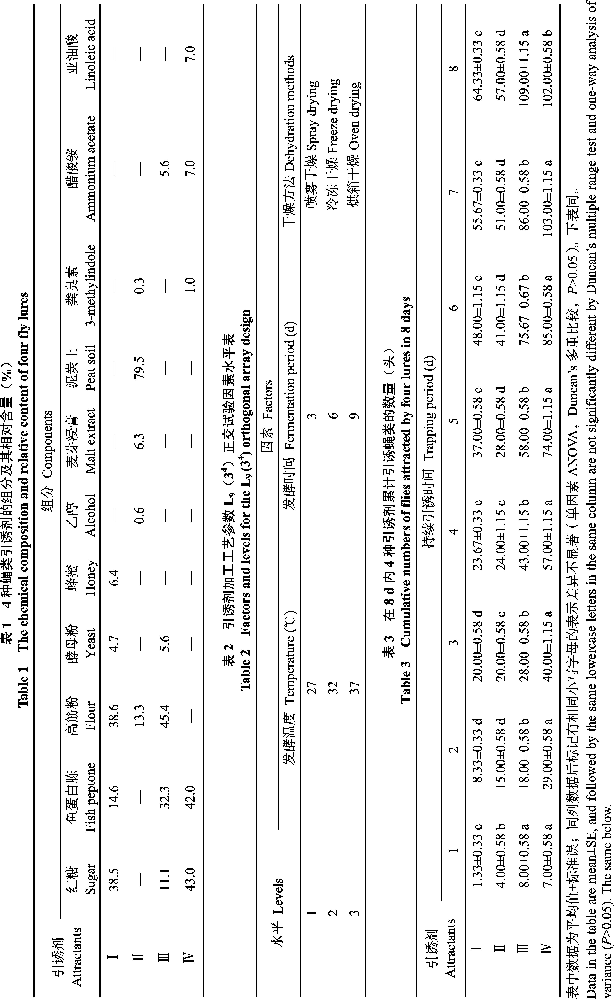 表 1 4 种蝇类引诱剂的组分及其相对含量（%）
Table 1 The chemical composition and relative content of four fly lures
引诱剂 组分 Components
Attractants 红糖 鱼蛋白胨 高筋粉 酵母粉 蜂蜜 乙醇 麦芽浸膏 泥炭土 粪臭素 醋酸铵 亚油酸
Sugar Fish peptone Flour Yeast Honey Alcohol Malt extract Peat soil 3-methylindole Ammonium acetate Linoleic acid
Ⅰ 38.5 14.6 38.6 4.7 6.4 — — — — — —
Ⅱ — — 13.3 — — 0.6 6.3 79.5 0.3 — —
Ⅲ 11.1 32.3 45.4 5.6 — — — — — 5.6 —
Ⅳ 43.0 42.0 — — — — — — 1.0 7.0 7.0
表 2 引诱剂加工工艺参数 L9（3⁴）正交试验因素水平表
Table 2 Factors and levels for the L9 (3⁴) orthogonal array design
水平 Levels 因素 Factors
发酵温度 Temperature (℃) 发酵时间 Fermentation period (d) 干燥方法 Dehydration methods
1 27 3 喷雾干燥 Spray drying
2 32 6 冷冻干燥 Freeze drying
3 37 9 烘箱干燥 Oven drying
表 3 在 8 d 内 4 种引诱剂累计引诱蝇类的数量（头）
Table 3 Cumulative numbers of flies attracted by four lures in 8 days
引诱剂 持续引诱时间 Trapping period (d)
Attractants 1 2 3 4 5 6 7 8
Ⅰ 1.33±0.33 c 8.33±0.33 d 20.00±0.58 d 23.67±0.33 c 37.00±0.58 c 48.00±1.15 c 55.67±0.33 c 64.33±0.33 c
Ⅱ 4.00±0.58 b 15.00±0.58 d 20.00±0.58 c 24.00±1.15 c 28.00±0.58 d 41.00±1.15 d 51.00±0.58 d 57.00±0.58 d
Ⅲ 8.00±0.58 a 18.00±0.58 b 28.00±0.58 b 43.00±1.15 b 58.00±0.58 b 75.67±0.67 b 86.00±0.58 b 109.00±1.15 a
Ⅳ 7.00±0.58 a 29.00±0.58 a 40.00±1.15 a 57.00±1.15 a 74.00±1.15 a 85.00±0.58 a 103.00±1.15 a 102.00±0.58 b
表中数据为平均值±标准误；同列数据后标记有相同小写字母的表示差异不显著（单因素 ANOVA，Duncan's 多重比较，P>0.05）。下表同。
Data in the table are mean±SE, and followed by the same lowercase letters in the same column are not significantly different by Duncan's multiple range test and one-way analysis of
variance (P>0.05). The same below.